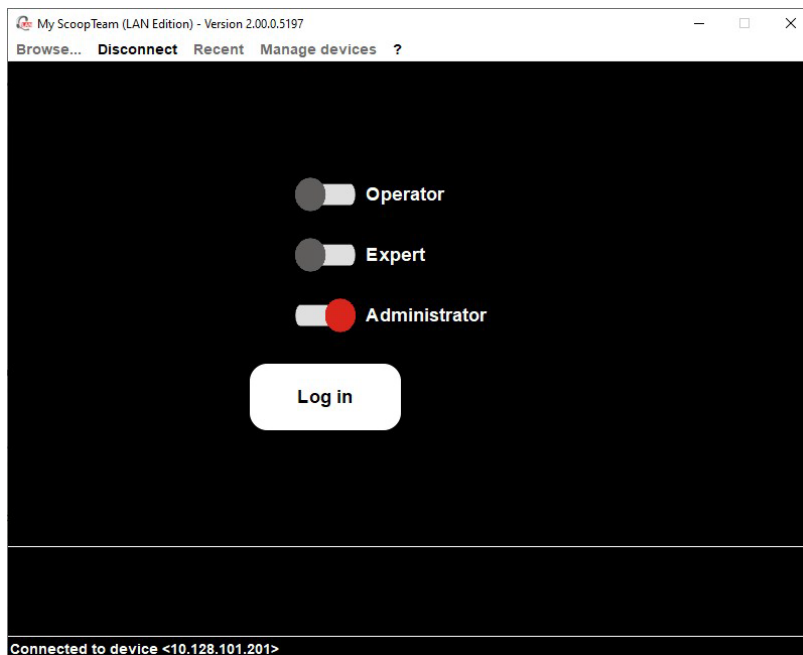 My ScoopTeam (LAN Edition) - Version 2.00.0.5197
Browse... Disconnect Recent Manage devices ?
Operator
Expert
Administrator
Log in
Connected to device <10.128.101.201>